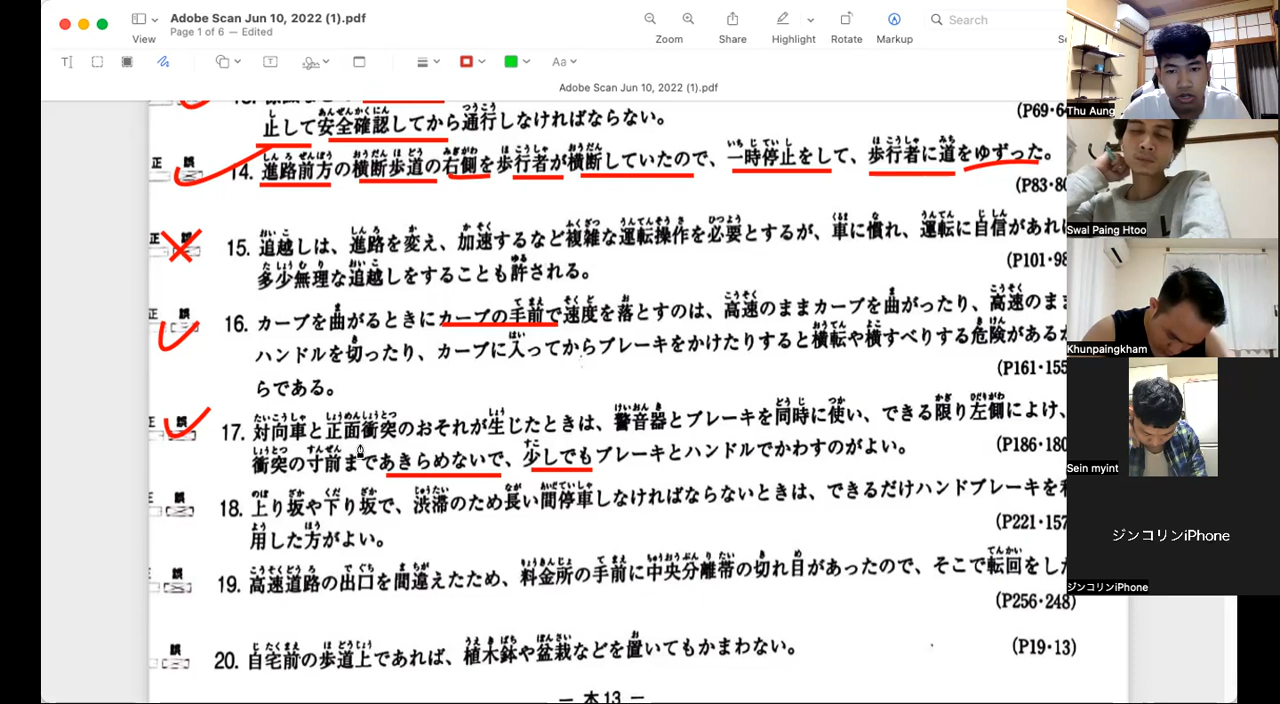 Adobe Scan Jun 10, 2022 (1).pdf
Page 1 of 6 — Edited
View
Zoom
Share
Highlight
Rotate
Markup
Search
Adobe Scan Jun 10, 2022 (1).pdf
止して安全確認してから通行しなければならない。
(P69·6
正 誤
14. 進路前方の横断歩道の右側を歩行者が横断していたので、一時停止をして、歩行者に道をゆずった。
(P83·80
15. 追越しは、進路を変え、加速するなど複雑な運転操作を必要とするが、車に慣れ、運転に自信があれ
多少無理な追越しをすることも許される。
(P101·98
正 誤
16. カーブを曲がるときにカーブの手前で速度を落とすのは、高速のままカーブを曲がったり、高速のま
ハンドルを切ったり、カーブに入ってからブレーキをかけたりすると横転や横すべりする危険がある
らである。
(P161·155
正 誤
17. 対向車と正面衝突のおそれが生じたときは、警音器とブレーキを同時に使い、できる限り左側によけ、
衝突の寸前まであきらめないで、少しでもブレーキとハンドルでかわすのがよい。
(P186·180
誤
18. 上り坂や下り坂で、渋滞のため長い間停車しなければならないときは、できるだけハンドブレーキを
用した方がよい。
(P221·157
誤
19. 高速道路の出口を間違えたため、料金所の手前に中央分離帯の切れ目があったので、そこで転回をし
(P256·248)
誤
20. 自宅前の歩道上であれば、植木鉢や盆栽などを置いてもかまわない。
(P19·13)
― 本13 ―
Thu Aung
Swal Paing Htoo
Khunpaingkham
Sein myint
ジンコリンiPhone
ジンコリンiPhone